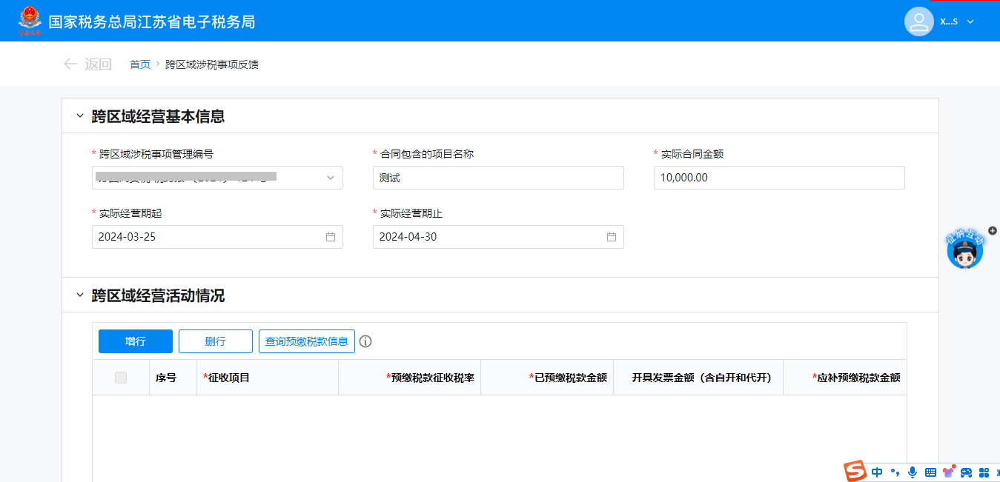 国家税务总局江苏省电子税务局
x...s
返回 首页 > 跨区域涉税事项反馈
跨区域经营基本信息
* 跨区域涉税事项管理编号
* 合同包含的项目名称
* 实际合同金额
测试
10,000.00
* 实际经营期起
* 实际经营期止
2024-03-25
2024-04-30
征纳互动
跨区域经营活动情况
增行 删行 查询预缴税款信息
序号 *征收项目 *预缴税款征收税率 *已预缴税款金额 开具发票金额（含自开和代开） *应补预缴税款金额
中